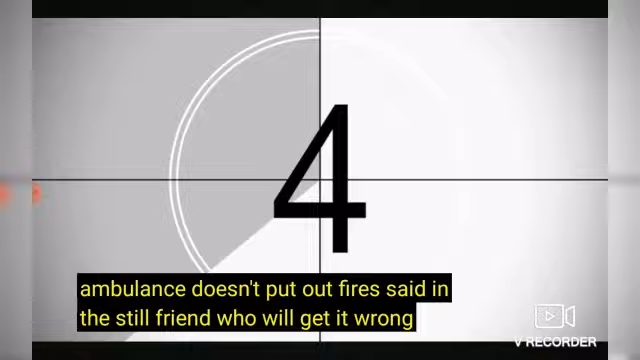 4
ambulance doesn't put out fires said in
the still friend who will get it wrong
V RECORDER